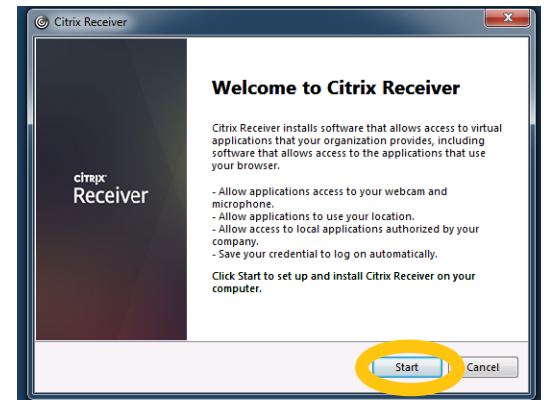 Citrix Receiver
Welcome to Citrix Receiver
Citrix Receiver installs software that allows access to virtual
applications that your organization provides, including
software that allows access to the applications that use
your browser.
- Allow applications access to your webcam and
microphone.
- Allow applications to use your location.
- Allow access to local applications authorized by your
company.
- Save your credential to log on automatically.
Click Start to set up and install Citrix Receiver on your
computer.
CITRIX
Receiver
Start Cancel